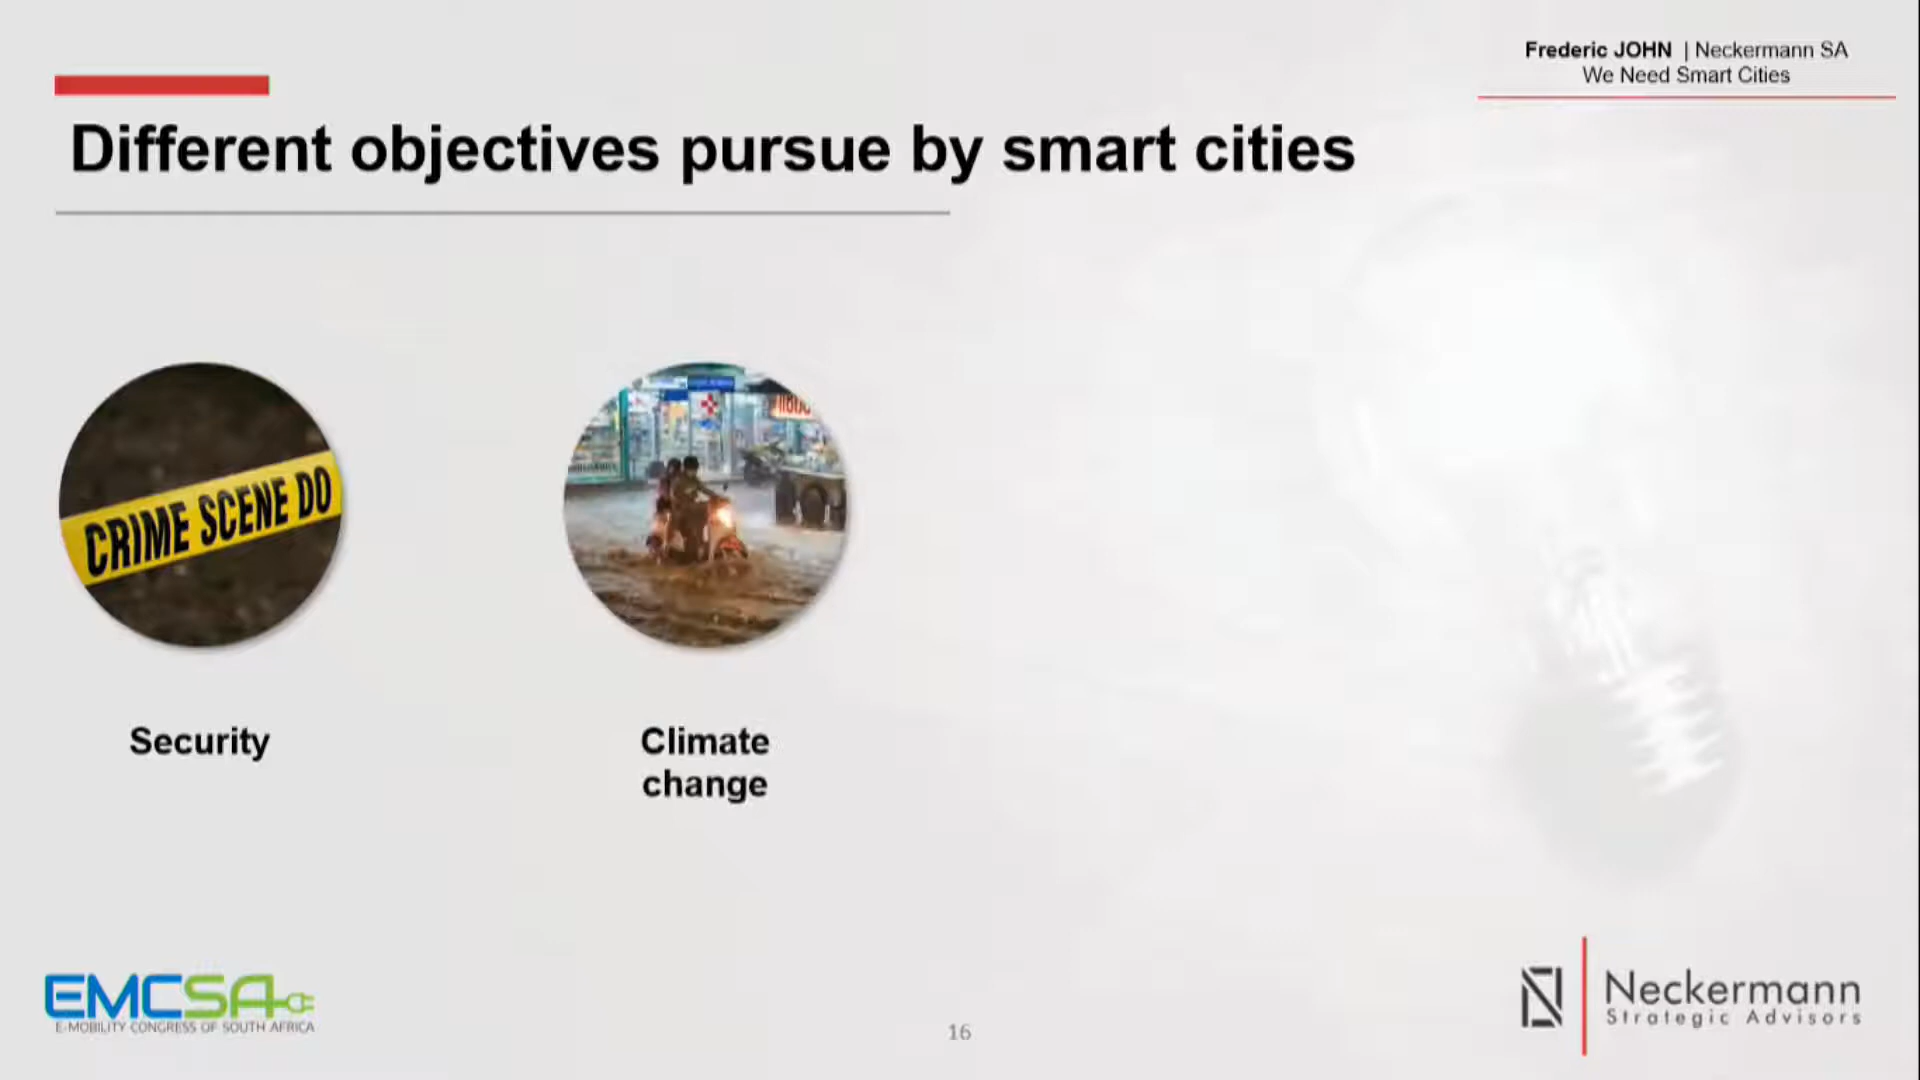 Frederic JOHN | Neckermann SA
We Need Smart Cities
Different objectives pursue by smart cities
CRIME SCENE DO
Security
Climate
change
EMCSA
E-MOBILITY CONGRESS OF SOUTH AFRICA
16
Neckermann
Strategic Advisors